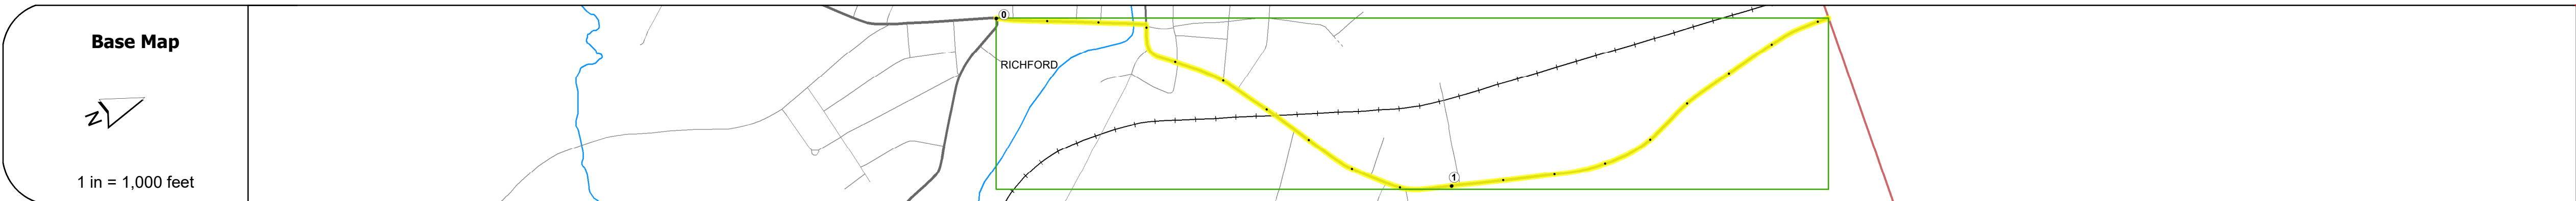 Base Map
N
1 in = 1,000 feet
0
RICHFORD
1